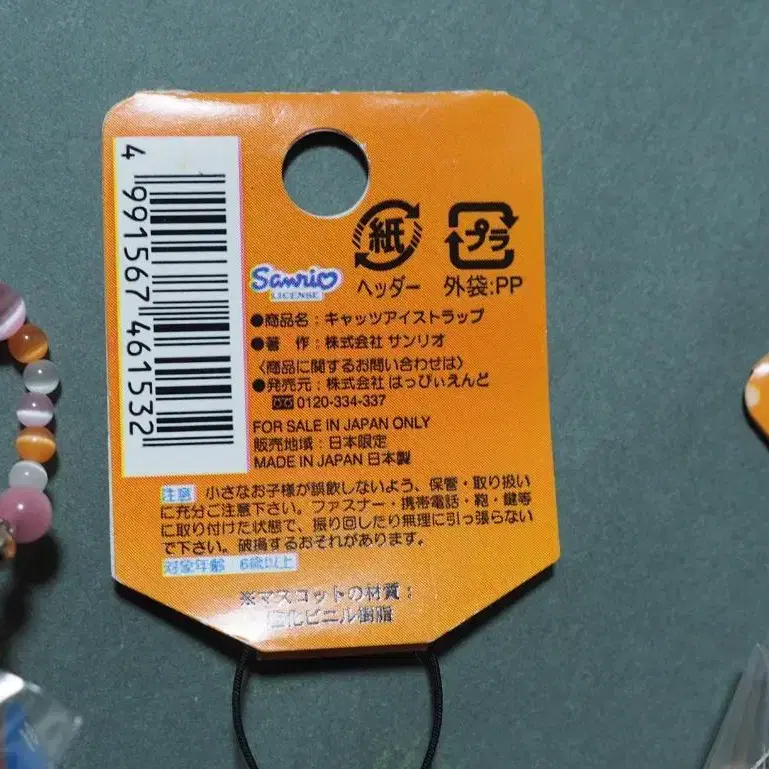 4 991567 461532
紙
ヘッダー
プラ
外袋:PP
Sanrio
LICENSE
●商品名：キャッツアイストラップ
●著　作：株式会社 サンリオ
〈商品に関するお問い合わせは〉
●発売元：株式会社 はっぴぃえんど
0120-334-337
FOR SALE IN JAPAN ONLY
販売地域：日本限定
MADE IN JAPAN 日本製
注意 小さなお子様が誤飲しないよう、保管・取り扱い
に充分ご注意下さい。ファスナー・携帯電話・鞄・鍵等
に取り付けた状態で、振り回したり無理に引っ張らない
で下さい。破損するおそれがあります。
対象年齢 6歳以上
※マスコットの材質：
塩化ビニル樹脂